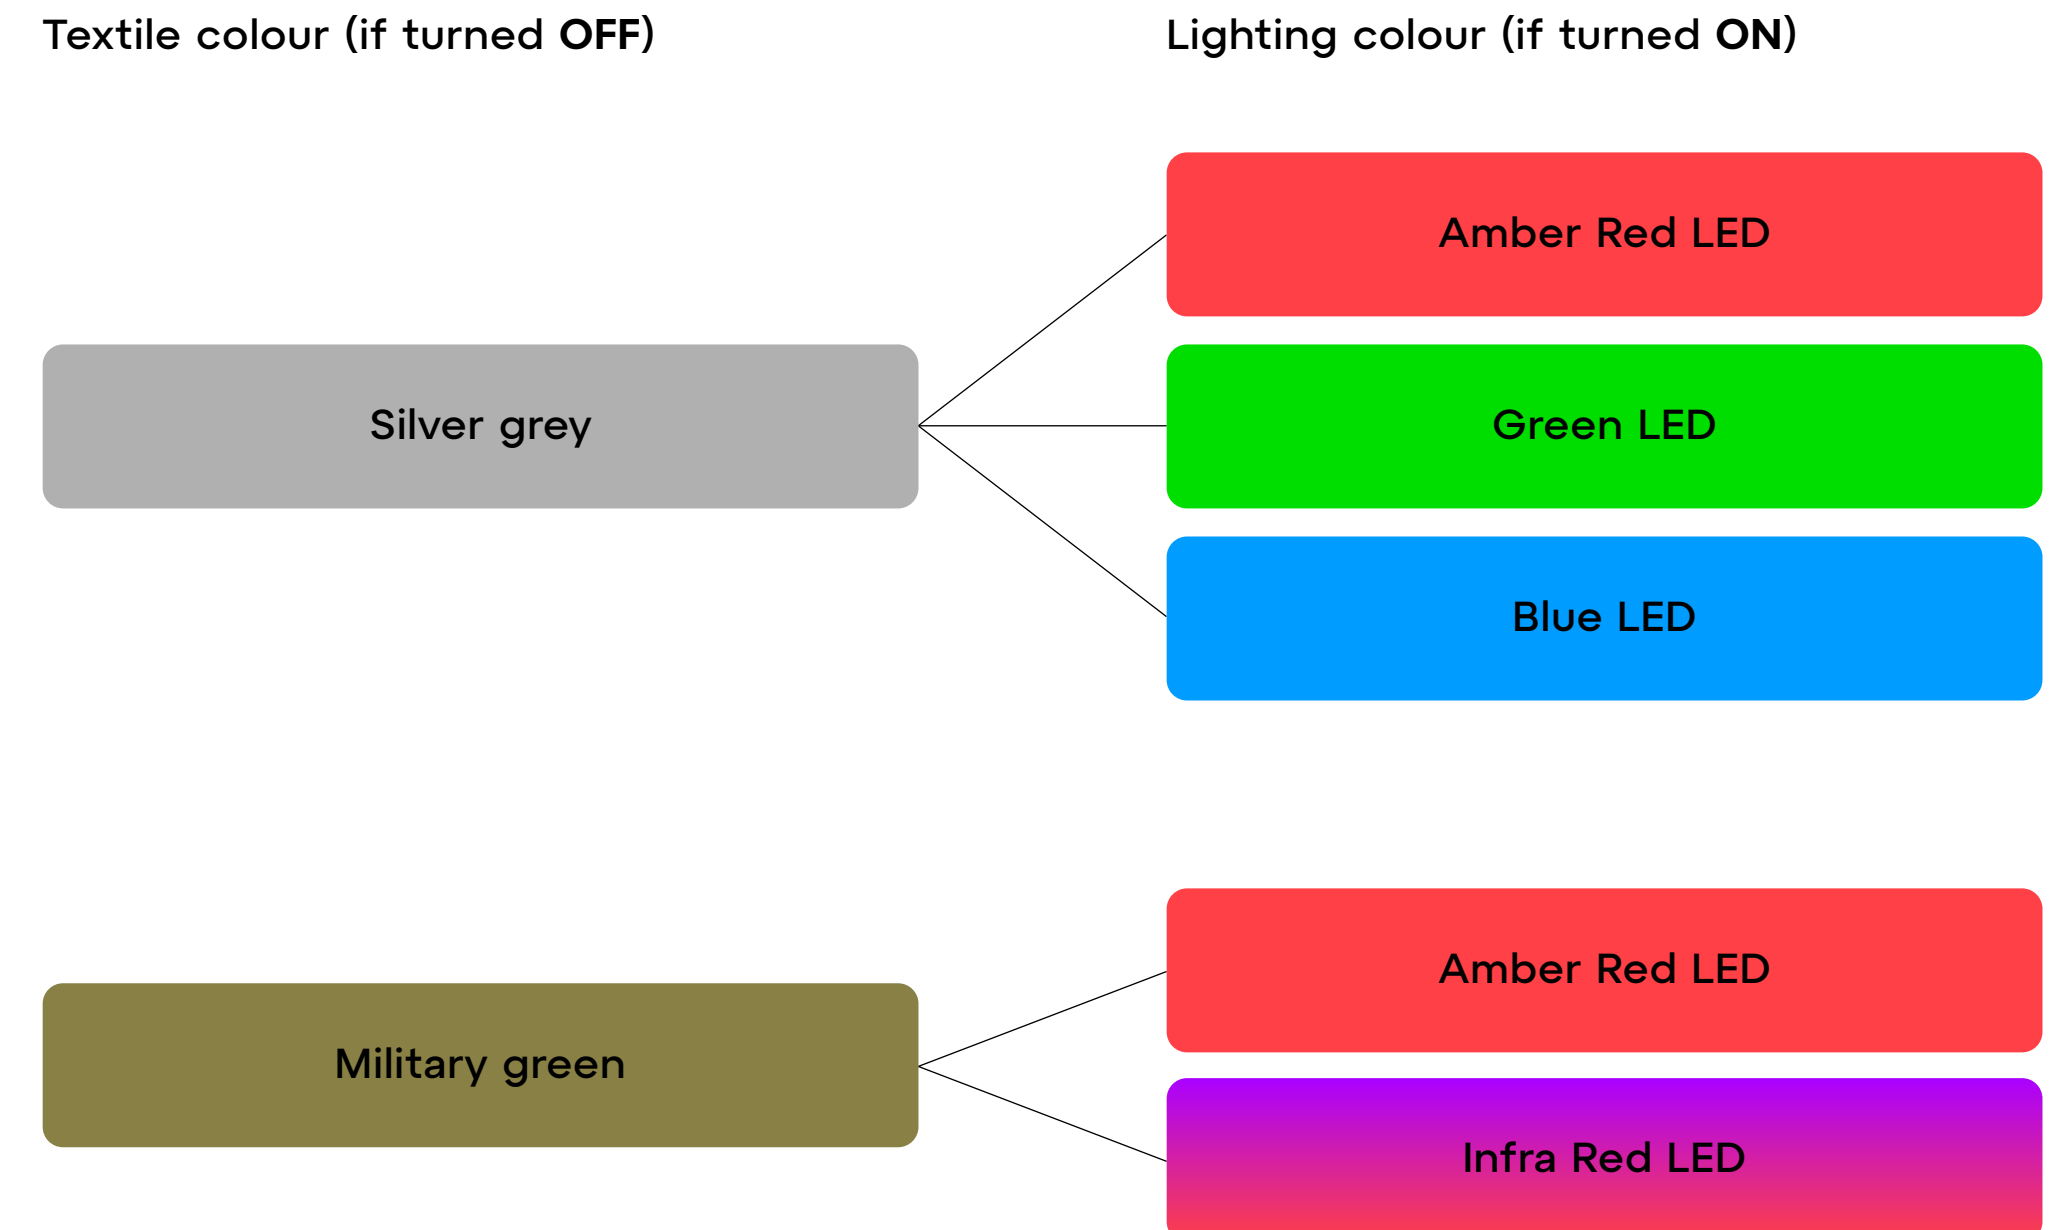 Textile colour (if turned OFF)
Lighting colour (if turned ON)
Amber Red LED
Silver grey
Green LED
Blue LED
Amber Red LED
Military green
Infra Red LED